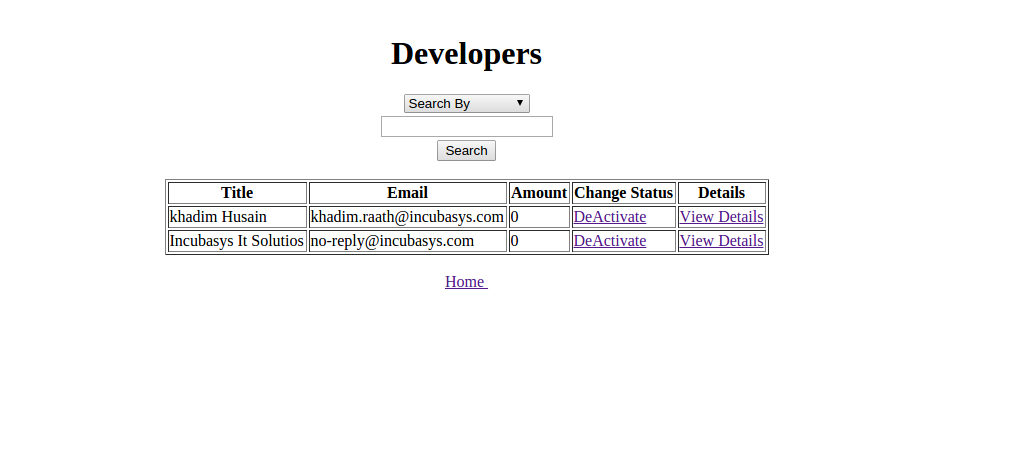 Developers
Search By
Search
Title Email Amount Change Status Details
khadim Husain khadim.raath@incubasys.com 0 DeActivate View Details
Incubasys It Solutios no-reply@incubasys.com 0 DeActivate View Details
Home